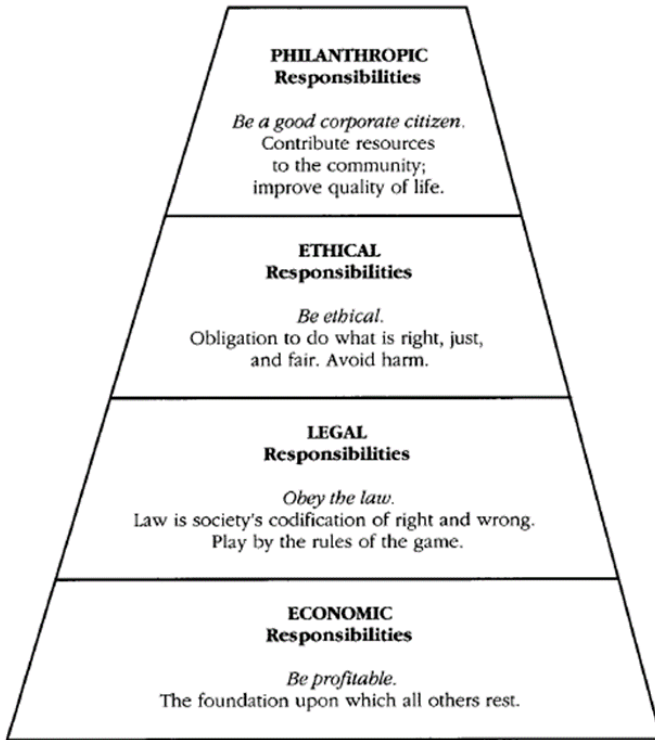 PHILANTHROPIC
Responsibilities
Be a good corporate citizen.
Contribute resources
to the community;
improve quality of life.
ETHICAL
Responsibilities
Be ethical.
Obligation to do what is right, just,
and fair. Avoid harm.
LEGAL
Responsibilities
Obey the law.
Law is society's codification of right and wrong.
Play by the rules of the game.
ECONOMIC
Responsibilities
Be profitable.
The foundation upon which all others rest.